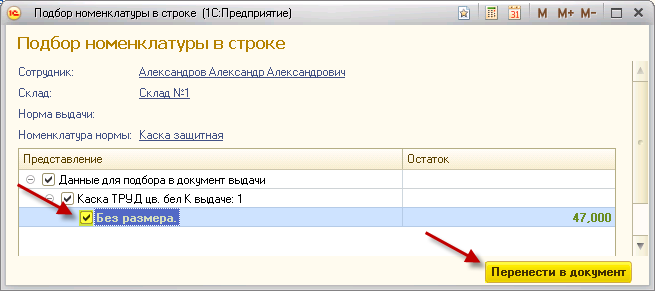 Подбор номенклатуры в строке (1С:Предприятие)
M M+ M-
Подбор номенклатуры в строке
Сотрудник: Александров Александр Александрович
Склад: Склад №1
Норма выдачи:
Номенклатура нормы: Каска защитная
Представление Остаток
Данные для подбора в документ выдачи
Каска ТРУД цв. бел К выдаче: 1
Без размера. 47,000
Перенести в документ